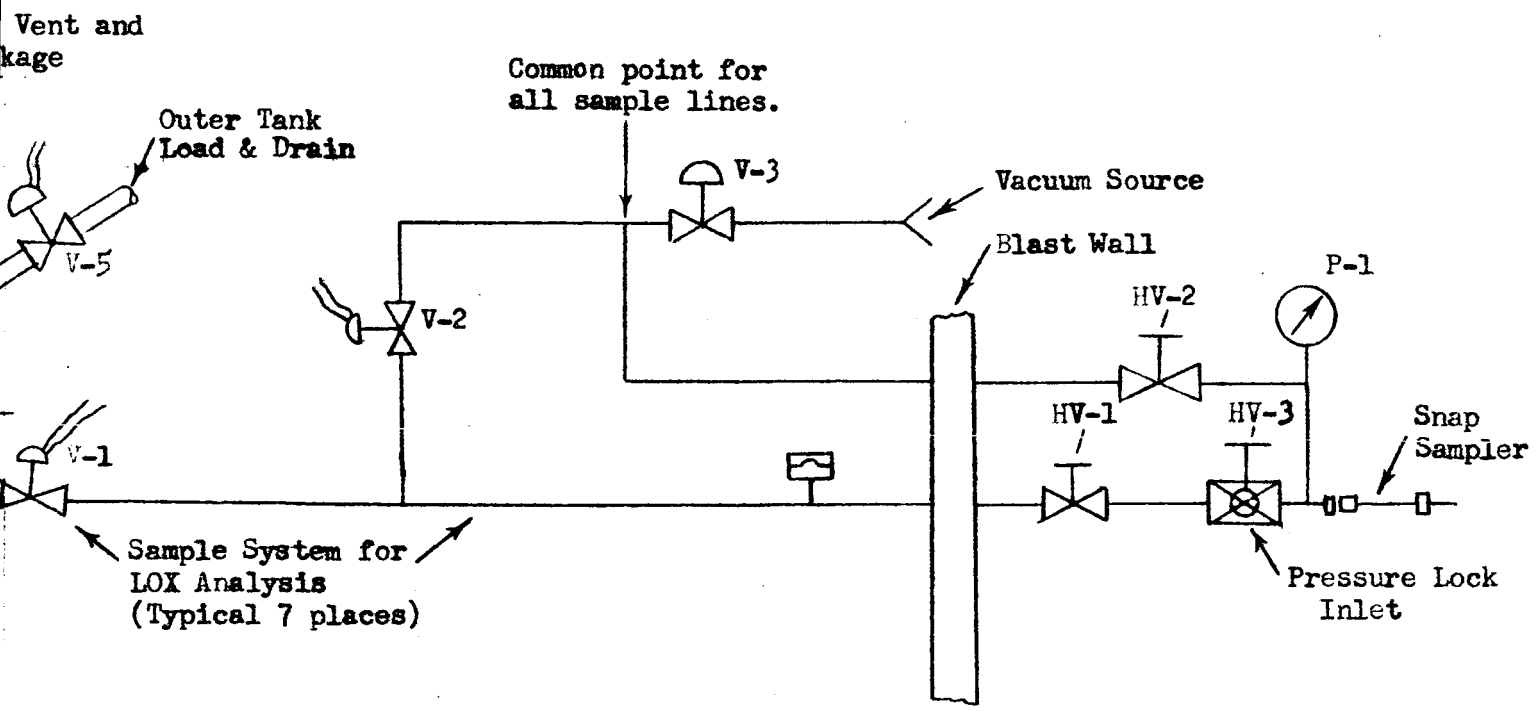 Vent and
kage
Common point for
all sample lines.
Outer Tank
Load & Drain
V-3
Vacuum Source
Blast Wall
V-5
P-1
HV-2
V-2
HV-1
HV-3
Snap
Sampler
V-1
Sample System for
LOX Analysis
(Typical 7 places)
Pressure Lock
Inlet